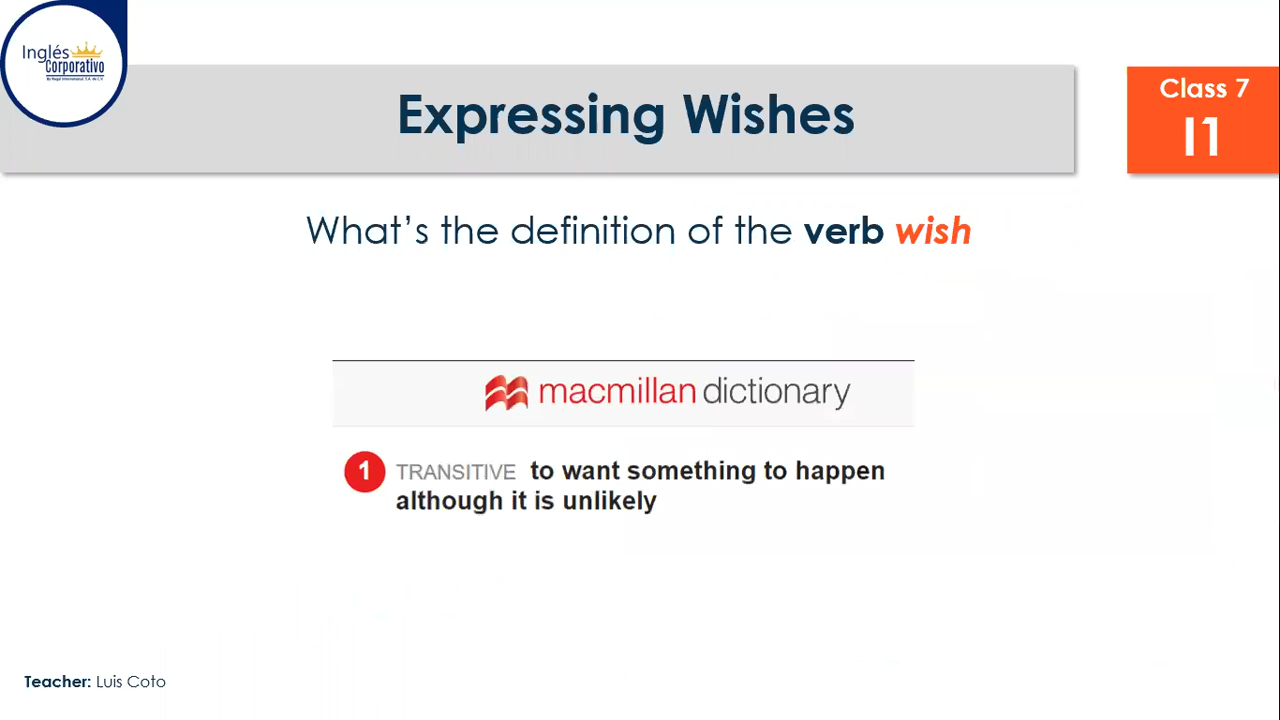 Inglés
Corporativo
Expressing Wishes
Class 7
I1
What's the definition of the verb wish
macmillan dictionary
1 TRANSITIVE to want something to happen
although it is unlikely
Teacher: Luis Coto